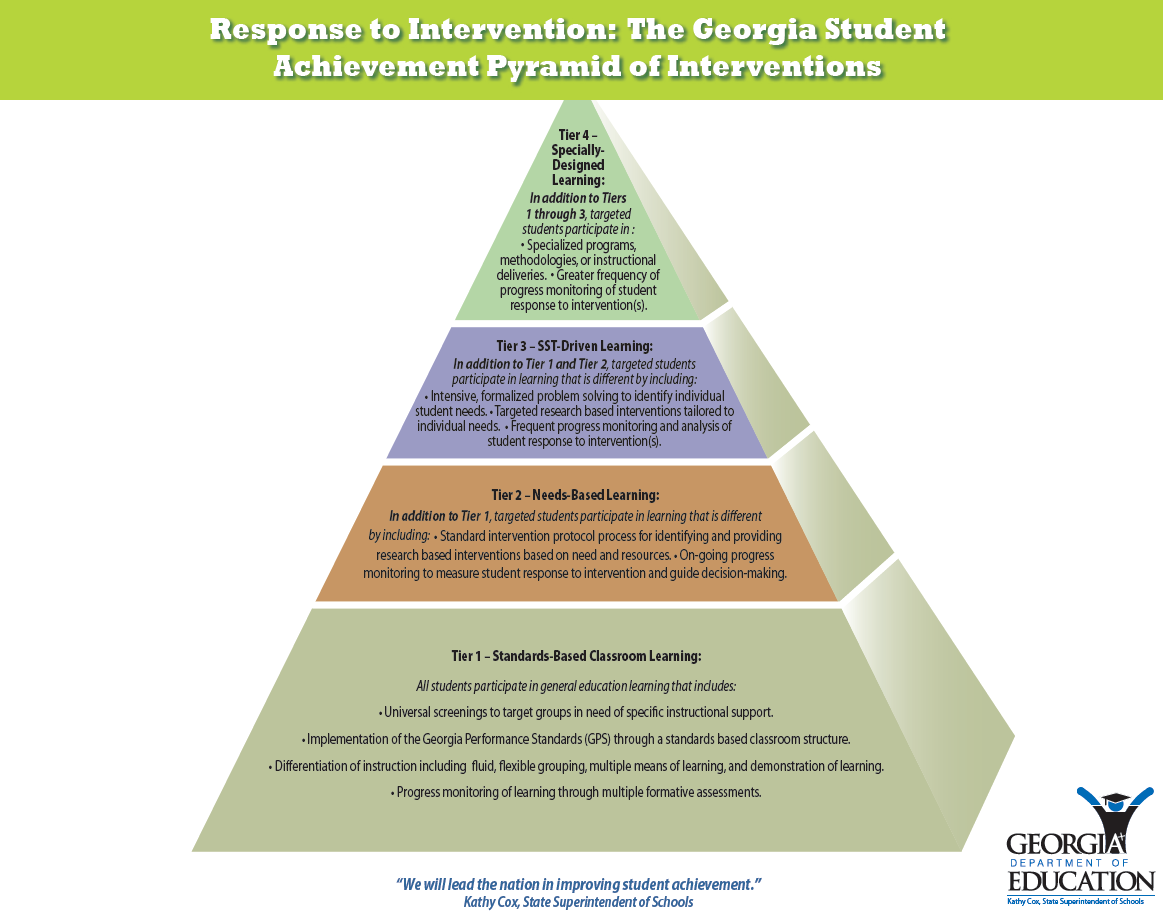 Response to Intervention: The Georgia Student
Achievement Pyramid of Interventions
Tier 4 –
Specially-
Designed
Learning:
In addition to Tiers
1 through 3, targeted
students participate in :
• Specialized programs,
methodologies, or instructional
deliveries. • Greater frequency of
progress monitoring of student
response to intervention(s).
Tier 3 – SST-Driven Learning:
In addition to Tier 1 and Tier 2, targeted students
participate in learning that is different by including:
• Intensive, formalized problem solving to identify individual
student needs. • Targeted research based interventions tailored to
individual needs. • Frequent progress monitoring and analysis of
student response to intervention(s).
Tier 2 – Needs-Based Learning:
In addition to Tier 1, targeted students participate in learning that is different
by including: • Standard intervention protocol process for identifying and providing
research based interventions based on need and resources. • On-going progress
monitoring to measure student response to intervention and guide decision-making.
Tier 1 – Standards-Based Classroom Learning:
All students participate in general education learning that includes:
• Universal screenings to target groups in need of specific instructional support.
• Implementation of the Georgia Performance Standards (GPS) through a standards based classroom structure.
• Differentiation of instruction including fluid, flexible grouping, multiple means of learning, and demonstration of learning.
• Progress monitoring of learning through multiple formative assessments.
"We will lead the nation in improving student achievement."
Kathy Cox, State Superintendent of Schools
A+
GEORGIA
DEPARTMENT OF
EDUCATION
Kathy Cox, State Superintendent of Schools